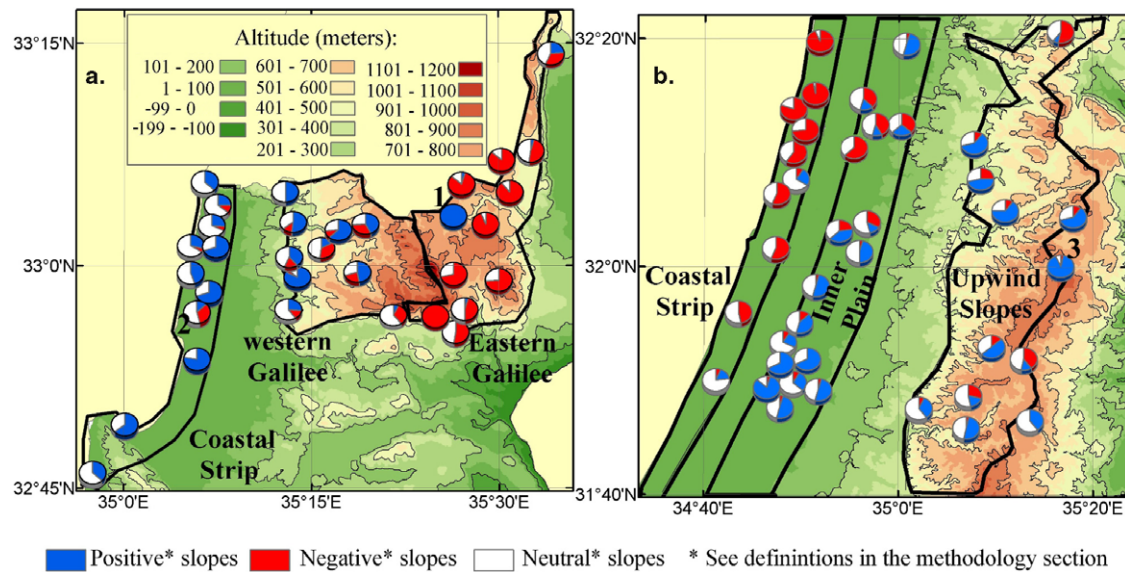 33°15'N
33°0'N
32°45'N
a.
Altitude (meters):
101 - 200
1 - 100
-99 - 0
-199 - -100
601 - 700
501 - 600
401 - 500
301 - 400
201 - 300
1101 - 1200
1001 - 1100
901 - 1000
801 - 900
701 - 800
1
2
western
Galilee
Eastern
Galilee
Coastal
Strip
35°0'E
35°15'E
35°30'E
32°20'N
32°0'N
31°40'N
b.
Coastal
Strip
Inner
Plain
Upwind
Slopes
3
34°40'E
35°0'E
35°20'E
Positive* slopes Negative* slopes Neutral* slopes * See defintions in the methodology section